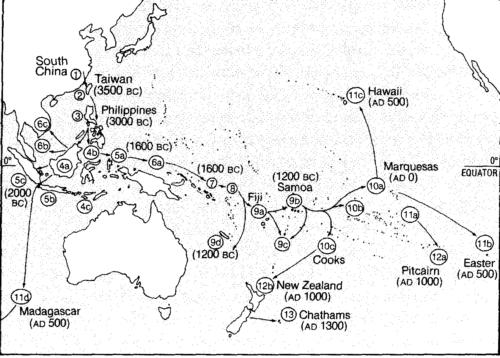 South
China
1
Taiwan
(3500 BC)
2
Philippines
(3000 BC)
3
6c
6b
4a
4b
5a
(1600 BC)
6a
(1600 BC)
7
8
0°
5c
(2000
BC)
5b
4c
Fiji
9a
(1200 BC)
Samoa
9b
9c
9d
(1200 BC)
10c
Cooks
10b
11c
Hawaii
(AD 500)
Marquesas
(AD 0)
10a
0°
EQUATOR
11a
12a
Pitcairn
(AD 1000)
11b
Easter
(AD 500)
11d
Madagascar
(AD 500)
12b
New Zealand
(AD 1000)
13
Chathams
(AD 1300)